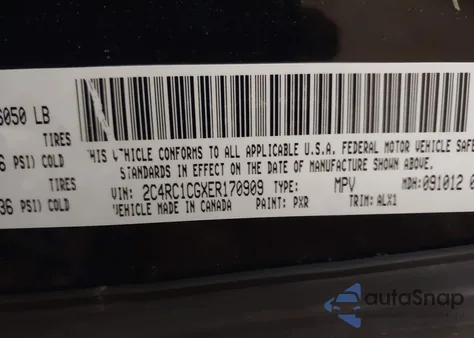 6050 LB
TIRES
6 PSI) COLD
TIRES
36 PSI) COLD
THIS VEHICLE CONFORMS TO ALL APPLICABLE U.S.A. FEDERAL MOTOR VEHICLE SAFE
STANDARDS IN EFFECT ON THE DATE OF MANUFACTURE SHOWN ABOVE.
VIN: 2C4RC1CGXER170909 TYPE: MPV MDH: 091012 0
VEHICLE MADE IN CANADA PAINT: PXR TRIM: ALX1
autoSnap